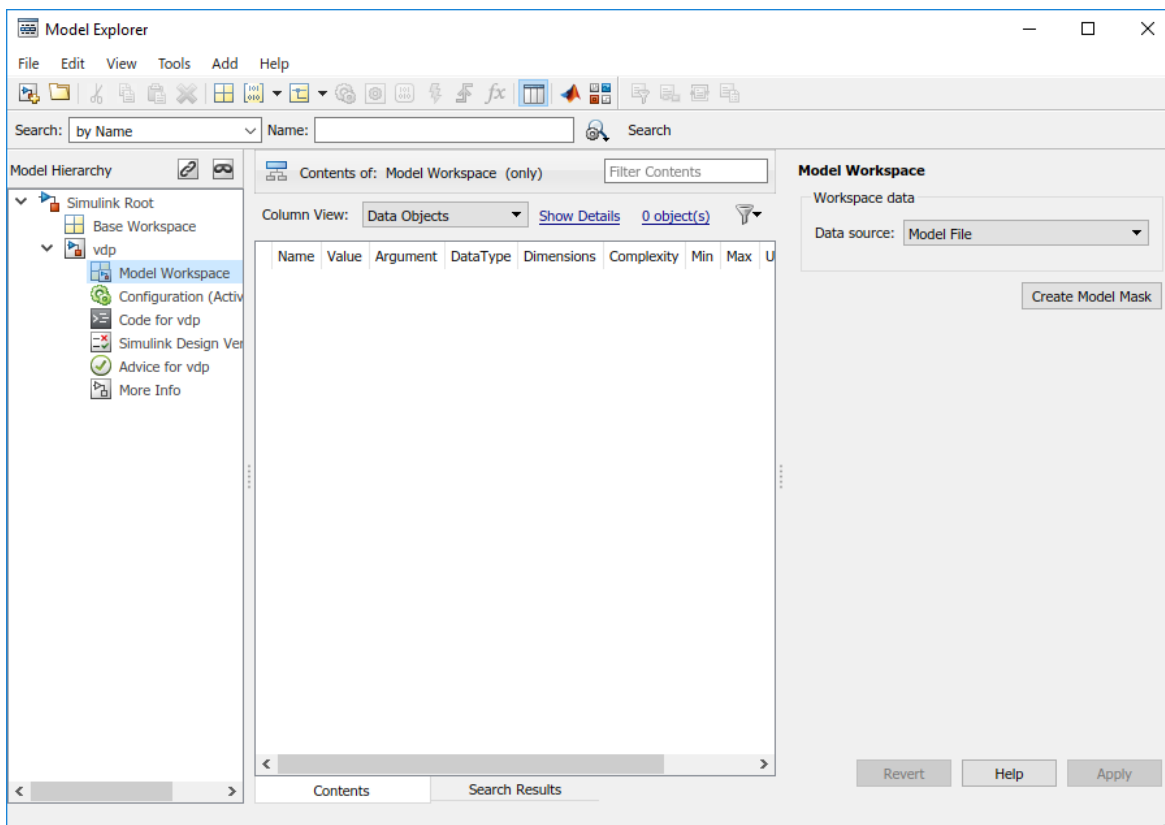 Model Explorer
File Edit View Tools Add Help
fx
Search: by Name Name: Search
Model Hierarchy
Simulink Root
Base Workspace
vdp
Model Workspace
Configuration (Activ
Code for vdp
Simulink Design Ver
Advice for vdp
More Info
Contents of: Model Workspace (only) Filter Contents
Column View: Data Objects Show Details 0 object(s)
Name Value Argument DataType Dimensions Complexity Min Max U
Contents Search Results
Model Workspace
Workspace data
Data source: Model File
Create Model Mask
Revert Help Apply